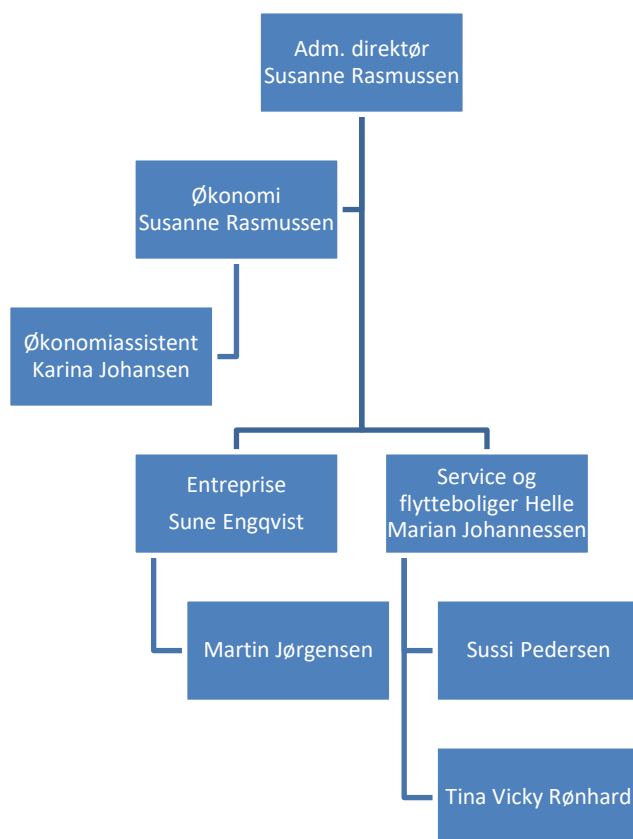 Adm. direktør
Susanne Rasmussen
Økonomi
Susanne Rasmussen
Økonomiassistent
Karina Johansen
Entreprise
Sune Engqvist
Service og
flytteboliger Helle
Marian Johannessen
Martin Jørgensen
Sussi Pedersen
Tina Vicky Rønhard